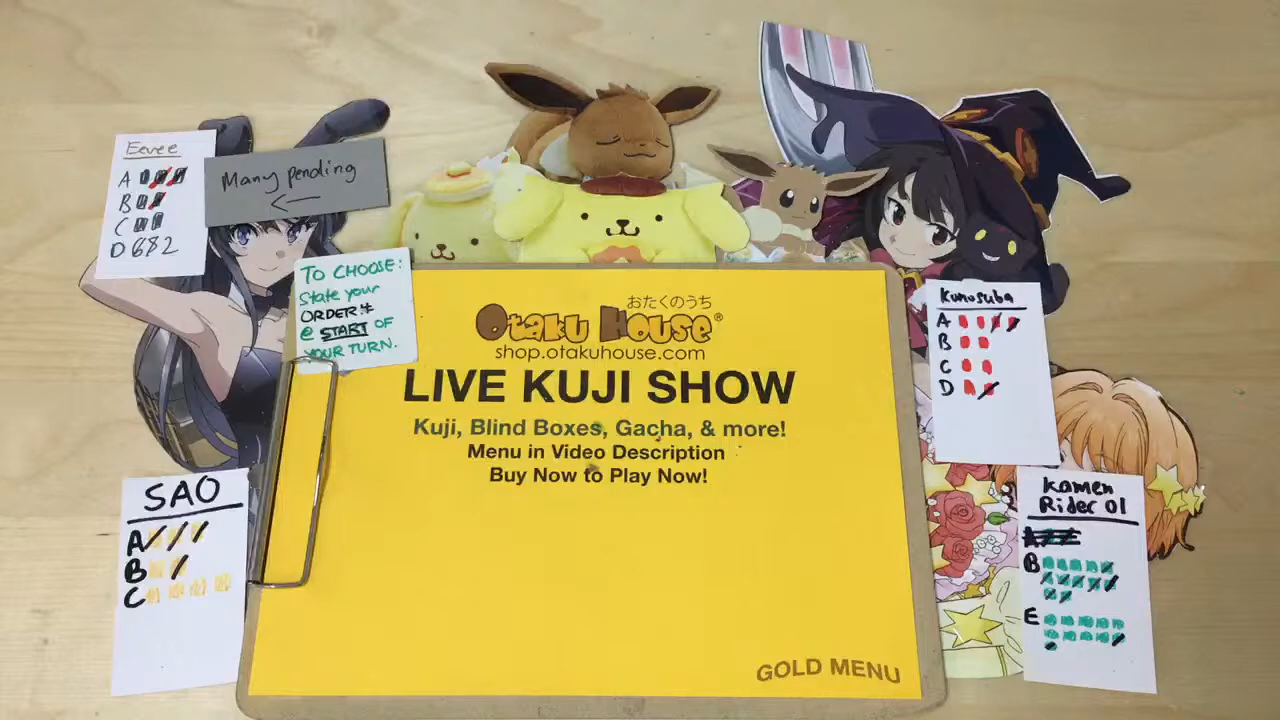 Eevee
A
B
C
D 682
Many pending
←
TO CHOOSE:
State your
ORDER #
@ START OF
YOUR TURN.
おたくのうち
Otaku House®
shop.otakuhouse.com
LIVE KUJI SHOW
Kuji, Blind Boxes, Gacha, & more!
Menu in Video Description
Buy Now to Play Now!
GOLD MENU
SAO
A
B
C
Kunosuba
A
B
C
D
Kamen
Rider 01
B
E